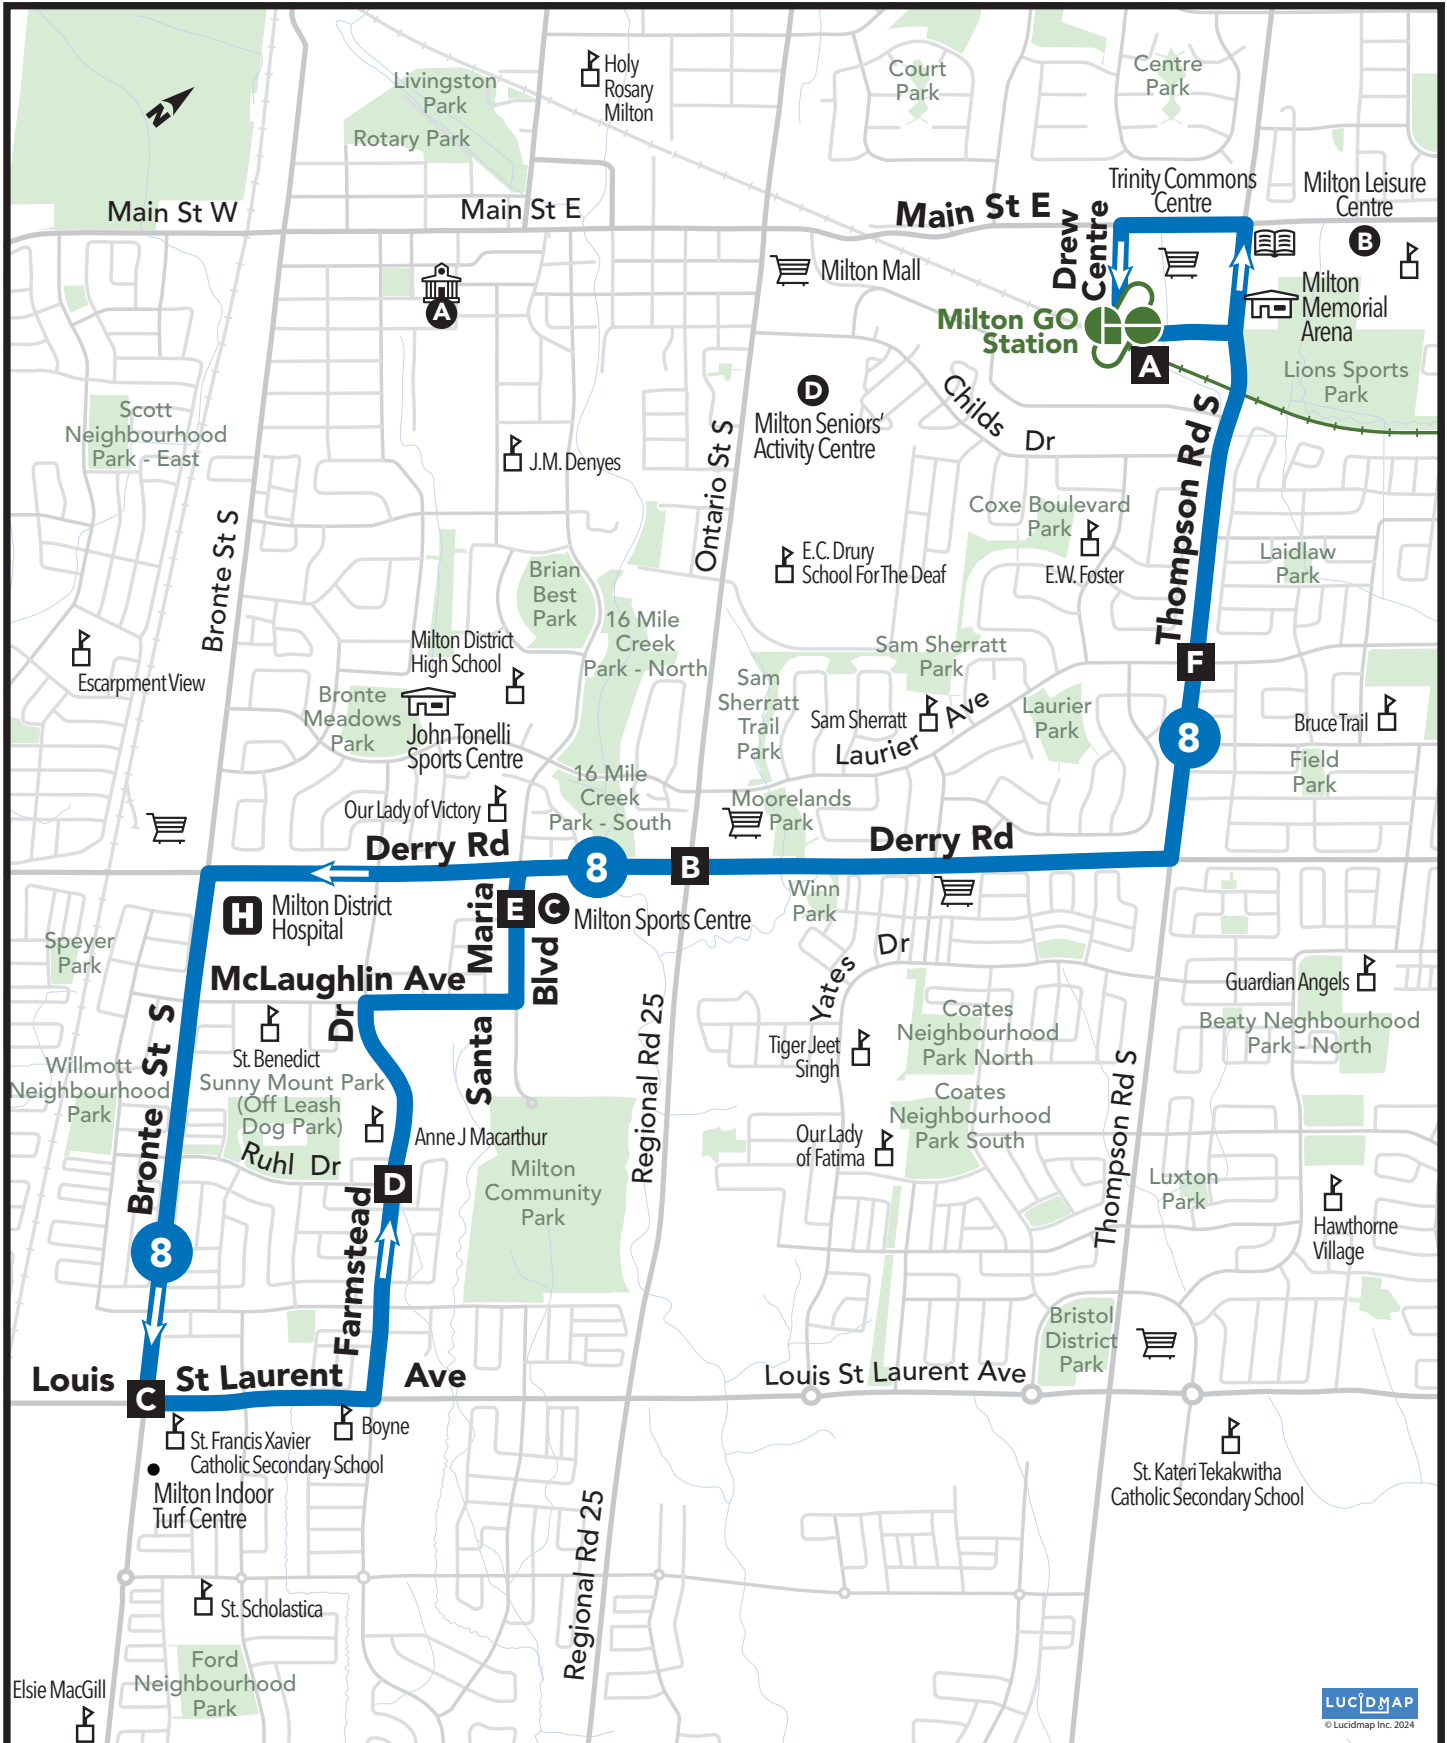 Holy
Rosary
Milton
Livingston
Park
Rotary Park
Court
Park
Centre
Park
N
Main St W
Main St E
Main St E
Drew
Centre
Trinity Commons
Centre
Milton Leisure
Centre
B
Milton Mall
A
Milton
Memorial
Arena
Milton GO
Station
A
Lions Sports
Park
Scott
Neighbourhood
Park - East
D
Milton Seniors'
Activity Centre
Childs Dr
J.M. Denyes
Ontario St S
Thompson Rd S
Bronte St S
Coxe Boulevard
Park
E.W. Foster
E.C. Drury
School For The Deaf
Laidlaw
Park
Brian
Best
Park
16 Mile
Creek
Park - North
Milton District
High School
Escarpment View
Sam Sherratt
Park
Sam
Sherratt
Trail
Park
F
Bronte
Meadows
Park
John Tonelli
Sports Centre
Sam Sherratt
Laurier Ave
Laurier
Park
Bruce Trail
8
Field
Park
16 Mile
Creek
Park - South
Our Lady of Victory
Moorelands
Park
Derry Rd
8
B
Derry Rd
H
Milton District
Hospital
E
C
Milton Sports Centre
Winn
Park
Santa Maria
Blvd
Speyer
Park
McLaughlin Ave
Yates Dr
Guardian Angels
Beaty Neghbourhood
Park - North
Bronte St S
Dr
St. Benedict
Regional Rd 25
Coates
Neighbourhood
Park North
Tiger Jeet
Singh
Willmott
Neighbourhood
Park
Sunny Mount Park
(Off Leash
Dog Park)
Anne J Macarthur
Coates
Neighbourhood
Park South
Thompson Rd S
Our Lady
of Fatima
Ruhl Dr
D
Milton
Community
Park
Luxton
Park
Hawthorne
Village
8
Farmstead
Bristol
District
Park
Louis St Laurent Ave
C
Louis St Laurent Ave
Boyne
St. Francis Xavier
Catholic Secondary School
Milton Indoor
Turf Centre
St. Kateri Tekakwitha
Catholic Secondary School
Regional Rd 25
St. Scholastica
Ford
Neighbourhood
Park
Elsie MacGill
LUCIDMAP
© Lucidmap Inc. 2024